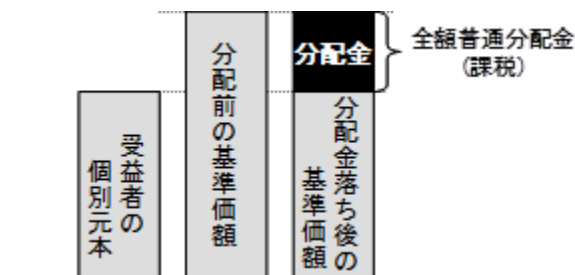 受益者の
個別元本
分配前の基準価額
分配金
分配金落ち後の
基準価額
全額普通分配金
(課税)